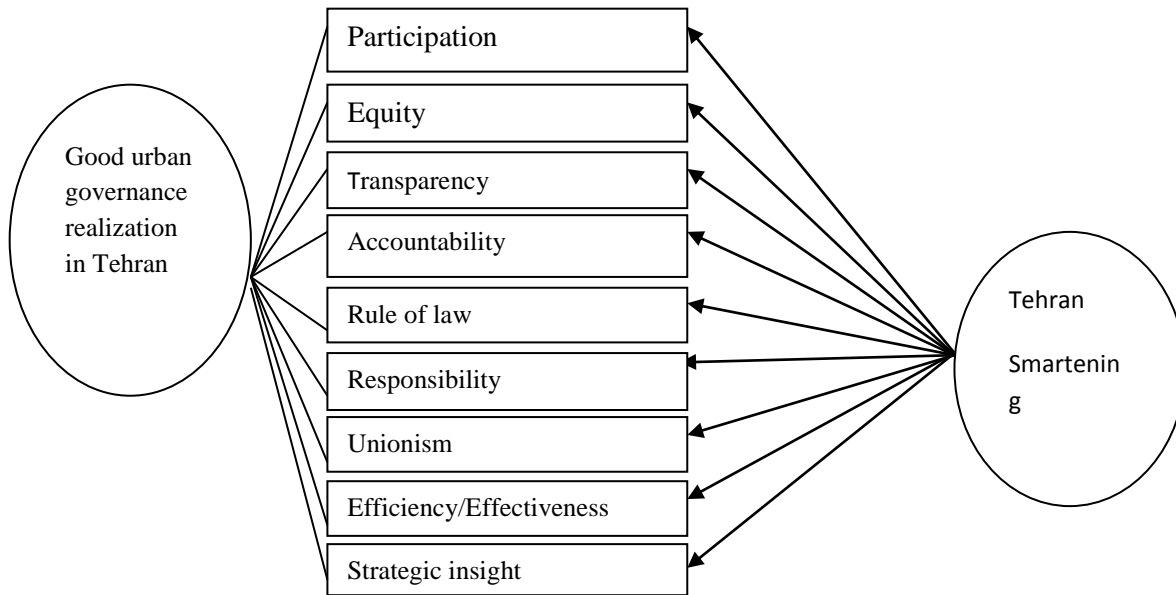 Good urban
governance
realization
in Tehran
Participation
Equity
Transparency
Accountability
Rule of law
Responsibility
Unionism
Efficiency/Effectiveness
Strategic insight
Tehran
Smartenin
g